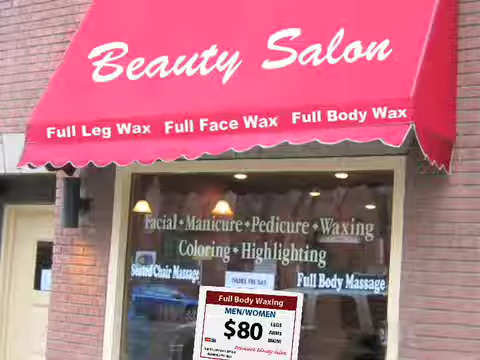 Beauty Salon
Full Leg Wax Full Face Wax Full Body Wax
Facial • Manicure • Pedicure • Waxing
Coloring • Highlighting
Seated Chair Massage
Full Body Massage
Full Body Waxing
MEN/WOMEN
$80
LEGS
ARMS